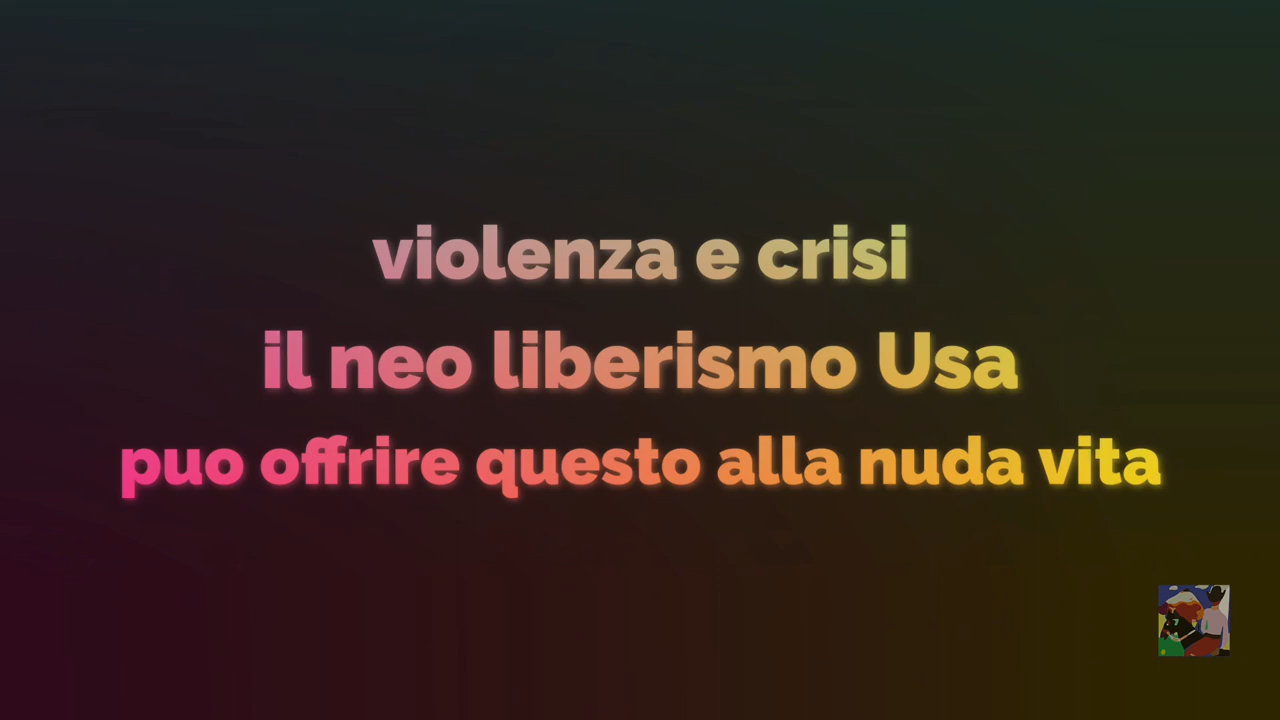 violenza e crisi
il neo liberismo Usa
puo offrire questo alla nuda vita